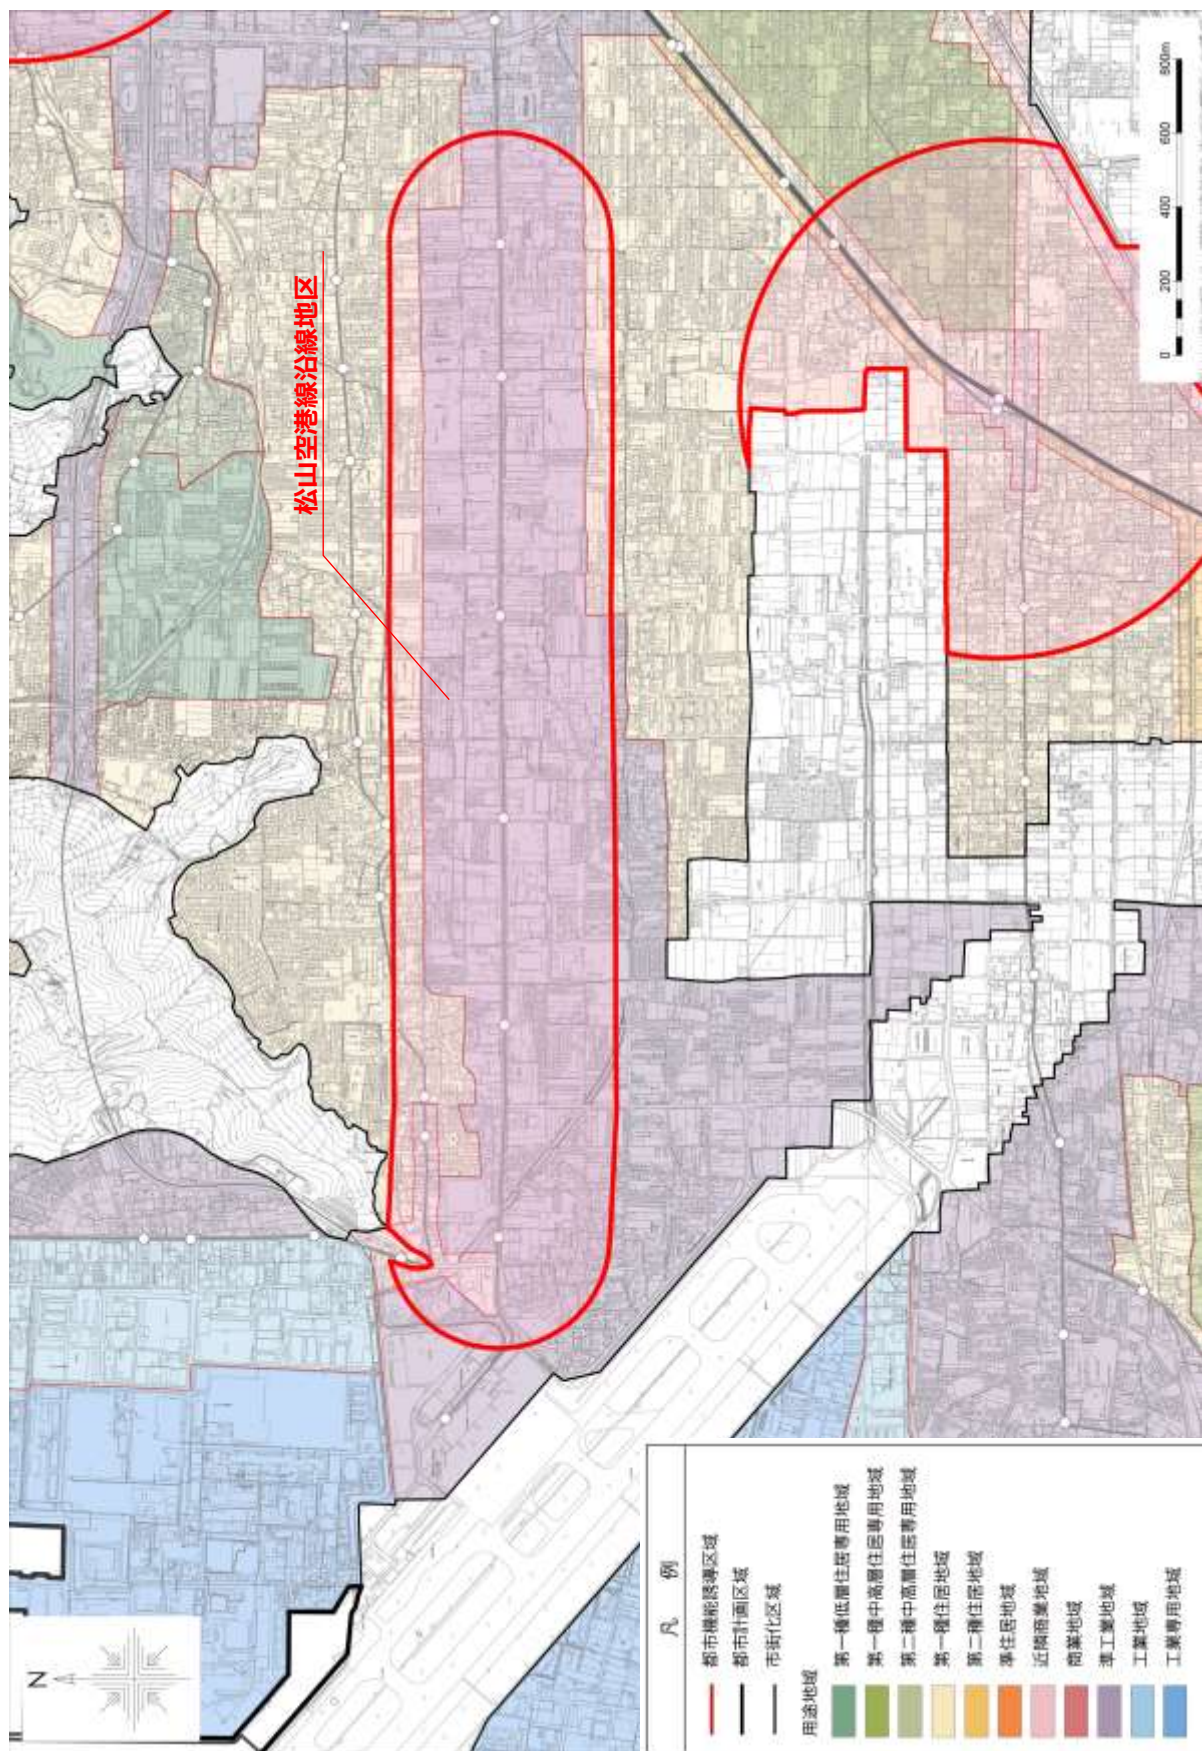 松山空港線沿線地区
0 200 400 600 800m
N
凡 例
都市機能誘導区域
都市計画区域
市街化区域
用途地域
第一種低層住居専用地域
第一種中高層住居専用地域
第二種中高層住居専用地域
第一種住居地域
第二種住居地域
準住居地域
近隣商業地域
商業地域
準工業地域
工業地域
工業専用地域